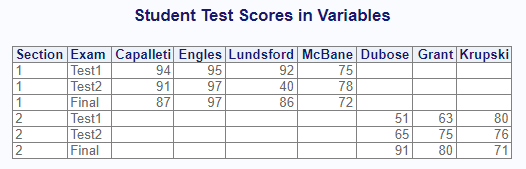 Student Test Scores in Variables
Section Exam Capalleti Engles Lundsford McBane Dubose Grant Krupski
1 Test1 94 95 92 75
1 Test2 91 97 40 78
1 Final 87 97 86 72
2 Test1 51 63 80
2 Test2 65 75 76
2 Final 91 80 71